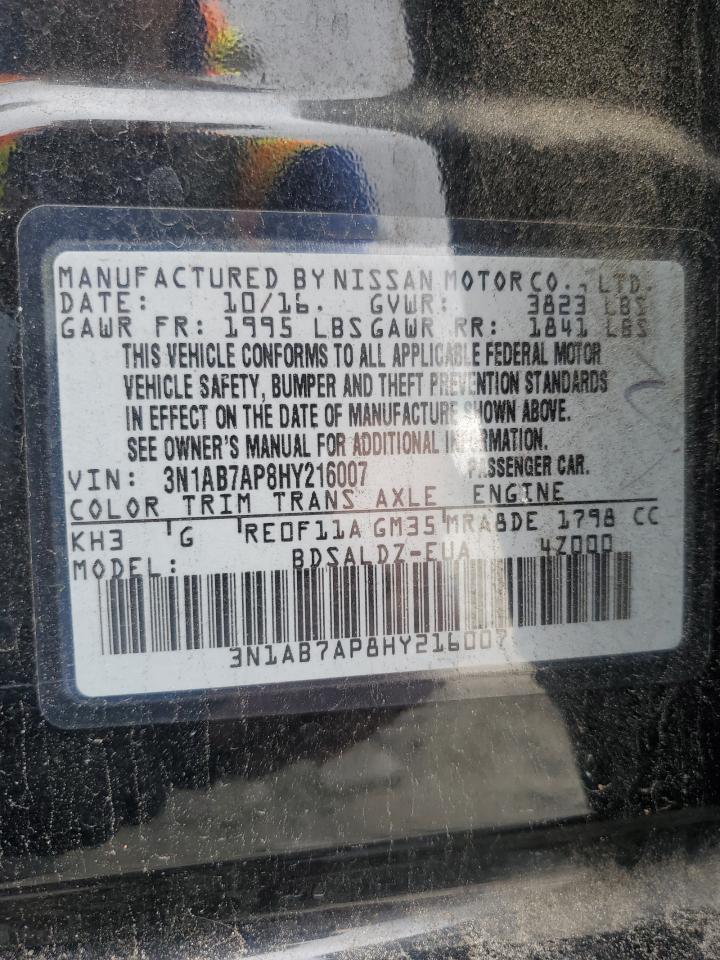 MANUFACTURED BY NISSAN MOTOR CO., LTD.
DATE: 10/16. GVWR: 3823 LBS
GAWR FR: 1995 LBS GAWR RR: 1841 LBS
THIS VEHICLE CONFORMS TO ALL APPLICABLE FEDERAL MOTOR
VEHICLE SAFETY, BUMPER AND THEFT PREVENTION STANDARDS
IN EFFECT ON THE DATE OF MANUFACTURE SHOWN ABOVE.
SEE OWNER'S MANUAL FOR ADDITIONAL INFORMATION.
VIN: 3N1AB7AP8HY216007 PASSENGER CAR.
COLOR TRIM TRANS AXLE ENGINE
KH3 G RE0F11A GM35 MRA8DE 1798 CC
MODEL: BDSALDZ-EUA 4Z000
3N1AB7AP8HY216007